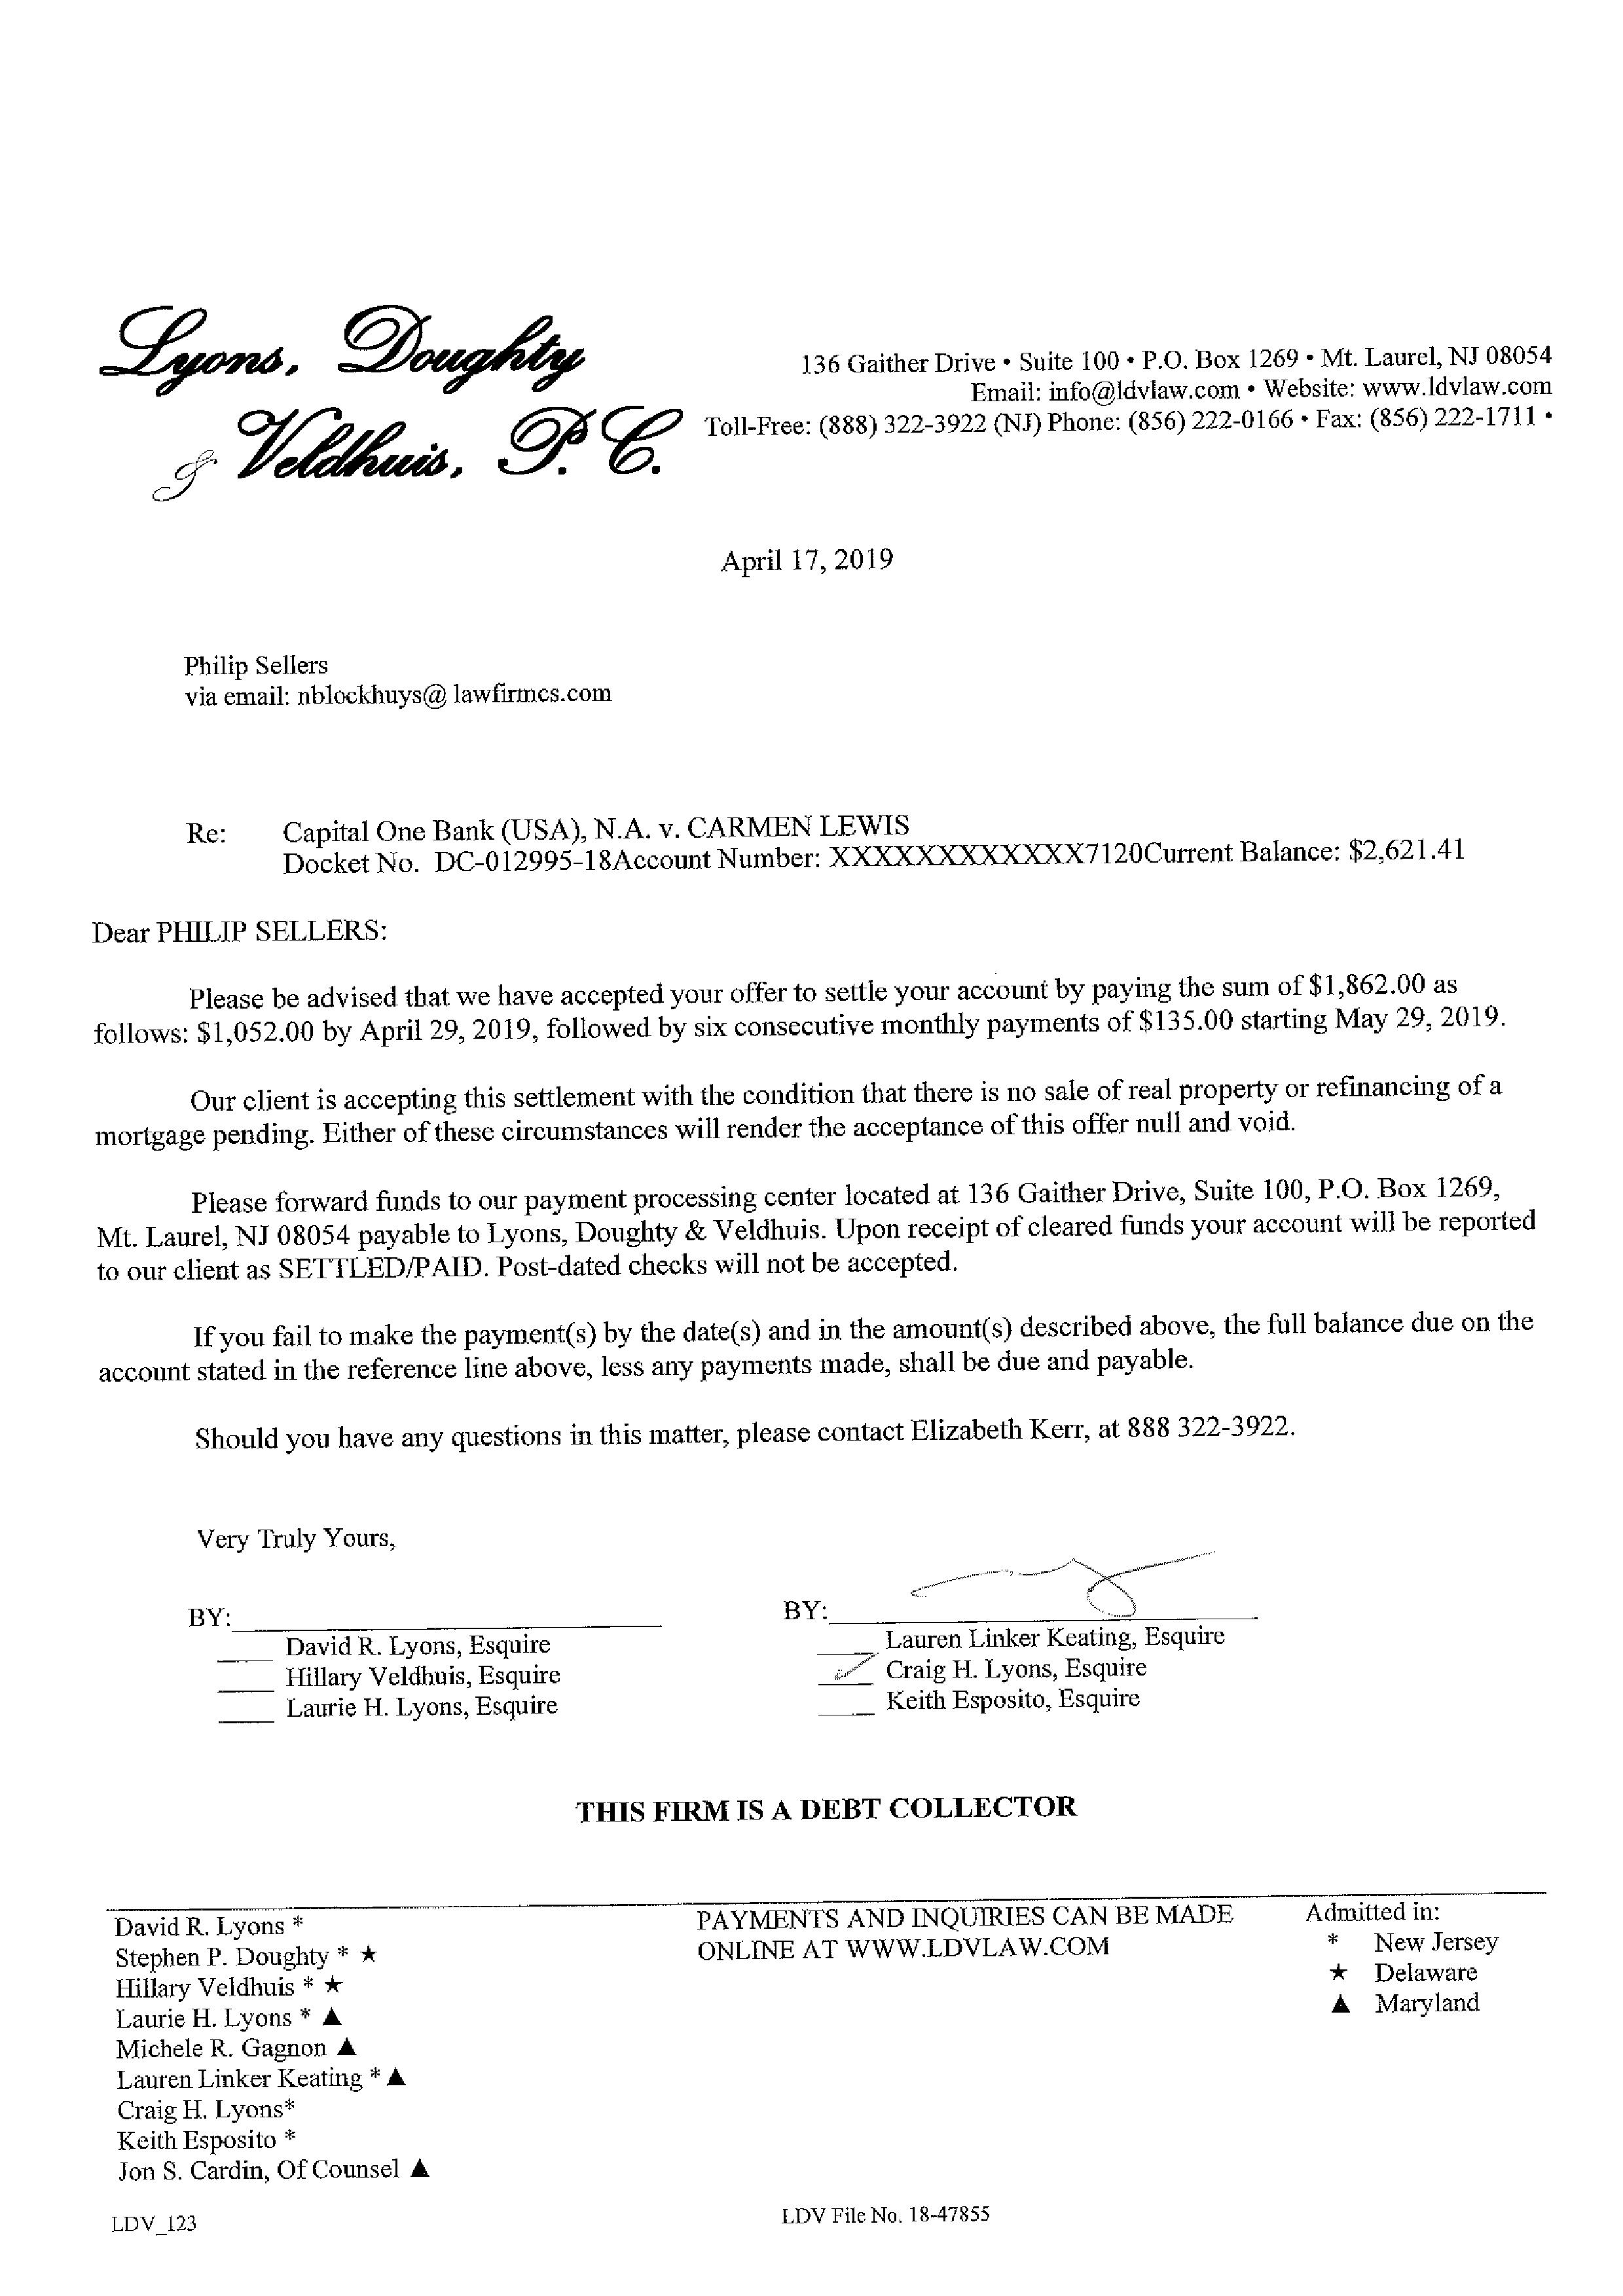 Lyons, Doughty
& Veldhuis, P.C.
136 Gaither Drive • Suite 100 • P.O. Box 1269 • Mt. Laurel, NJ 08054
Email: info@ldvlaw.com • Website: www.ldvlaw.com
Toll-Free: (888) 322-3922 (NJ) Phone: (856) 222-0166 • Fax: (856) 222-1711 •
April 17, 2019
Philip Sellers
via email: nblockhuys@ lawfirmcs.com
Re: Capital One Bank (USA), N.A. v. CARMEN LEWIS
Docket No. DC-012995-18Account Number: XXXXXXXXXXXX7120Current Balance: $2,621.41
Dear PHILIP SELLERS:
Please be advised that we have accepted your offer to settle your account by paying the sum of $1,862.00 as
follows: $1,052.00 by April 29, 2019, followed by six consecutive monthly payments of $135.00 starting May 29, 2019.
Our client is accepting this settlement with the condition that there is no sale of real property or refinancing of a
mortgage pending. Either of these circumstances will render the acceptance of this offer null and void.
Please forward funds to our payment processing center located at 136 Gaither Drive, Suite 100, P.O. Box 1269,
Mt. Laurel, NJ 08054 payable to Lyons, Doughty & Veldhuis. Upon receipt of cleared funds your account will be reported
to our client as SETTLED/PAID. Post-dated checks will not be accepted.
If you fail to make the payment(s) by the date(s) and in the amount(s) described above, the full balance due on the
account stated in the reference line above, less any payments made, shall be due and payable.
Should you have any questions in this matter, please contact Elizabeth Kerr, at 888 322-3922.
Very Truly Yours,
BY:
David R. Lyons, Esquire
Hillary Veldhuis, Esquire
Laurie H. Lyons, Esquire
BY:
Lauren Linker Keating, Esquire
Craig H. Lyons, Esquire
Keith Esposito, Esquire
THIS FIRM IS A DEBT COLLECTOR
David R. Lyons *
Stephen P. Doughty * ★
Hillary Veldhuis * ★
Laurie H. Lyons * ▲
Michele R. Gagnon ▲
Lauren Linker Keating * ▲
Craig H. Lyons*
Keith Esposito *
Jon S. Cardin, Of Counsel ▲
PAYMENTS AND INQUIRIES CAN BE MADE
ONLINE AT WWW.LDVLAW.COM
Admitted in:
* New Jersey
★ Delaware
▲ Maryland
LDV_123
LDV File No. 18-47855